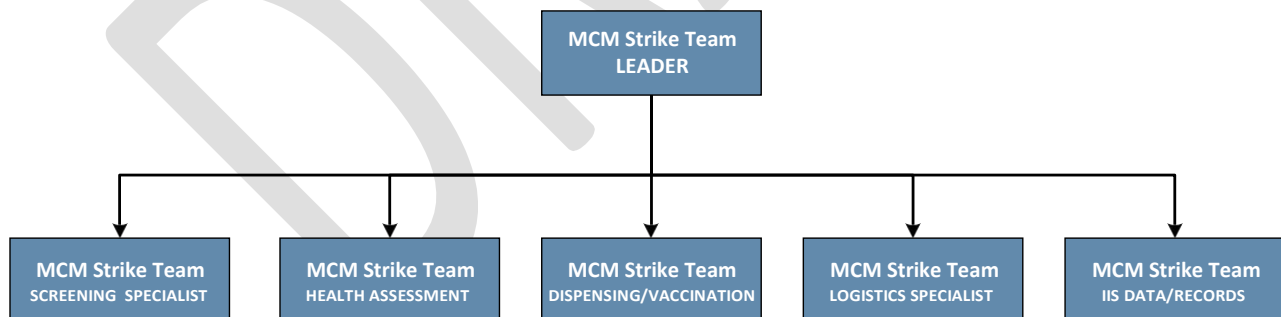 MCM Strike Team
LEADER
MCM Strike Team
SCREENING SPECIALIST
MCM Strike Team
HEALTH ASSESSMENT
MCM Strike Team
DISPENSING/VACCINATION
MCM Strike Team
LOGISTICS SPECIALIST
MCM Strike Team
IIS DATA/RECORDS